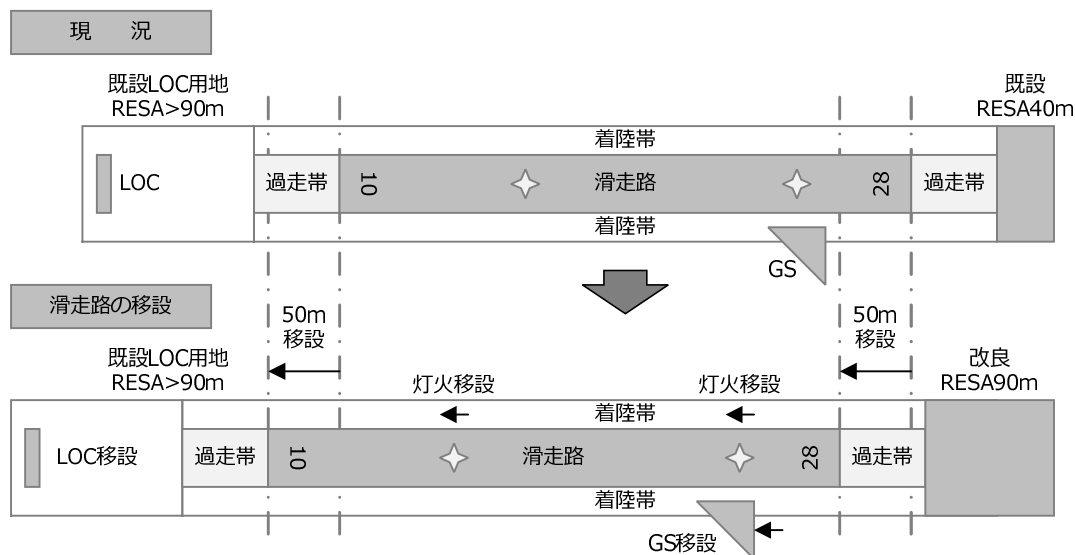 現　況
既設LOC用地
RESA>90m
既設
RESA40m
着陸帯
LOC
過走帯
10
滑走路
28
過走帯
着陸帯
GS
滑走路の移設
50m
移設
50m
移設
既設LOC用地
RESA>90m
改良
RESA90m
灯火移設
灯火移設
着陸帯
LOC移設
過走帯
10
滑走路
28
過走帯
着陸帯
GS移設